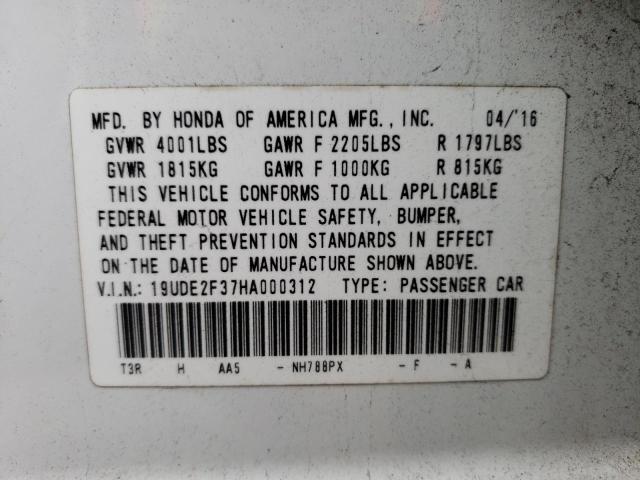 MFD. BY HONDA OF AMERICA MFG., INC. 04/'16
GVWR 4001LBS GAWR F 2205LBS R 1797LBS
GVWR 1815KG GAWR F 1000KG R 815KG
THIS VEHICLE CONFORMS TO ALL APPLICABLE
FEDERAL MOTOR VEHICLE SAFETY, BUMPER,
AND THEFT PREVENTION STANDARDS IN EFFECT
ON THE DATE OF MANUFACTURE SHOWN ABOVE.
V.I.N.: 19UDE2F37HA000312 TYPE: PASSENGER CAR
T3R H AA5 - NH788PX - F - A